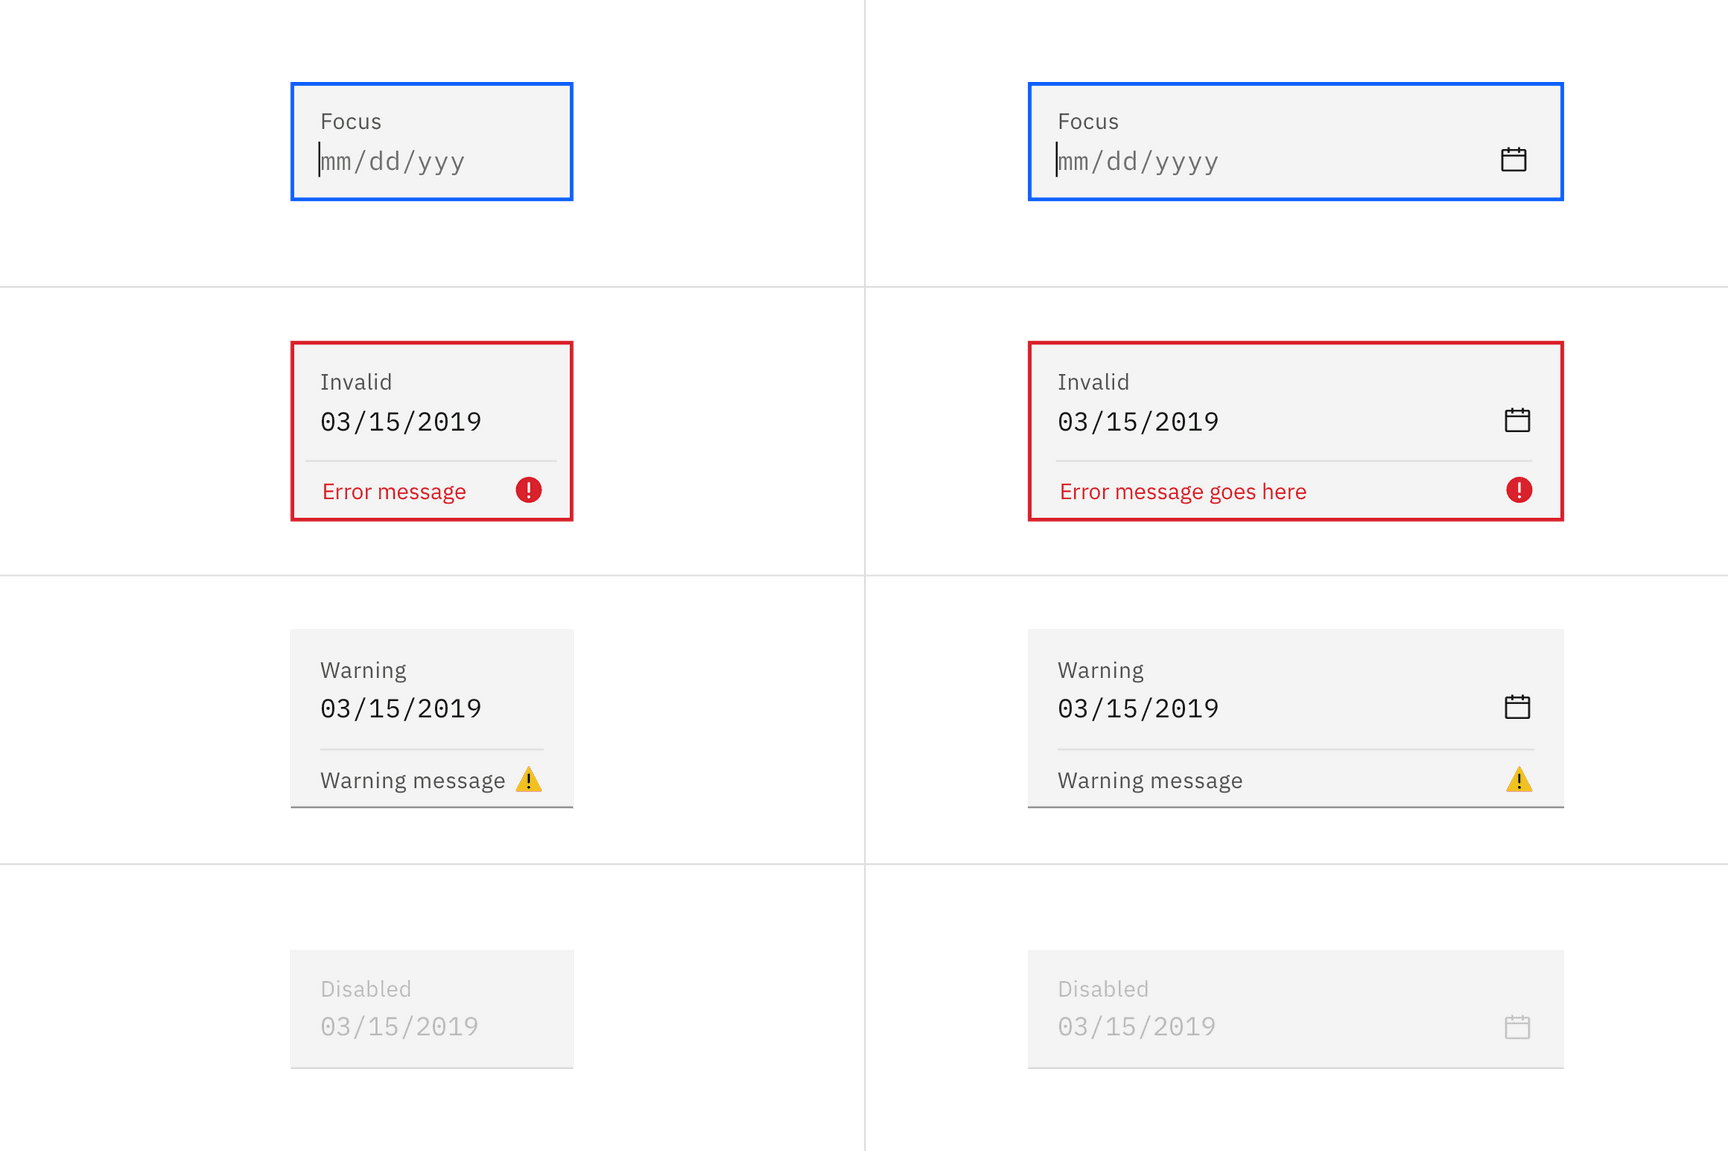 Focus
mm/dd/yyy
Focus
mm/dd/yyyy
Invalid
03/15/2019
Error message
Invalid
03/15/2019
Error message goes here
Warning
03/15/2019
Warning message
Warning
03/15/2019
Warning message
Disabled
03/15/2019
Disabled
03/15/2019